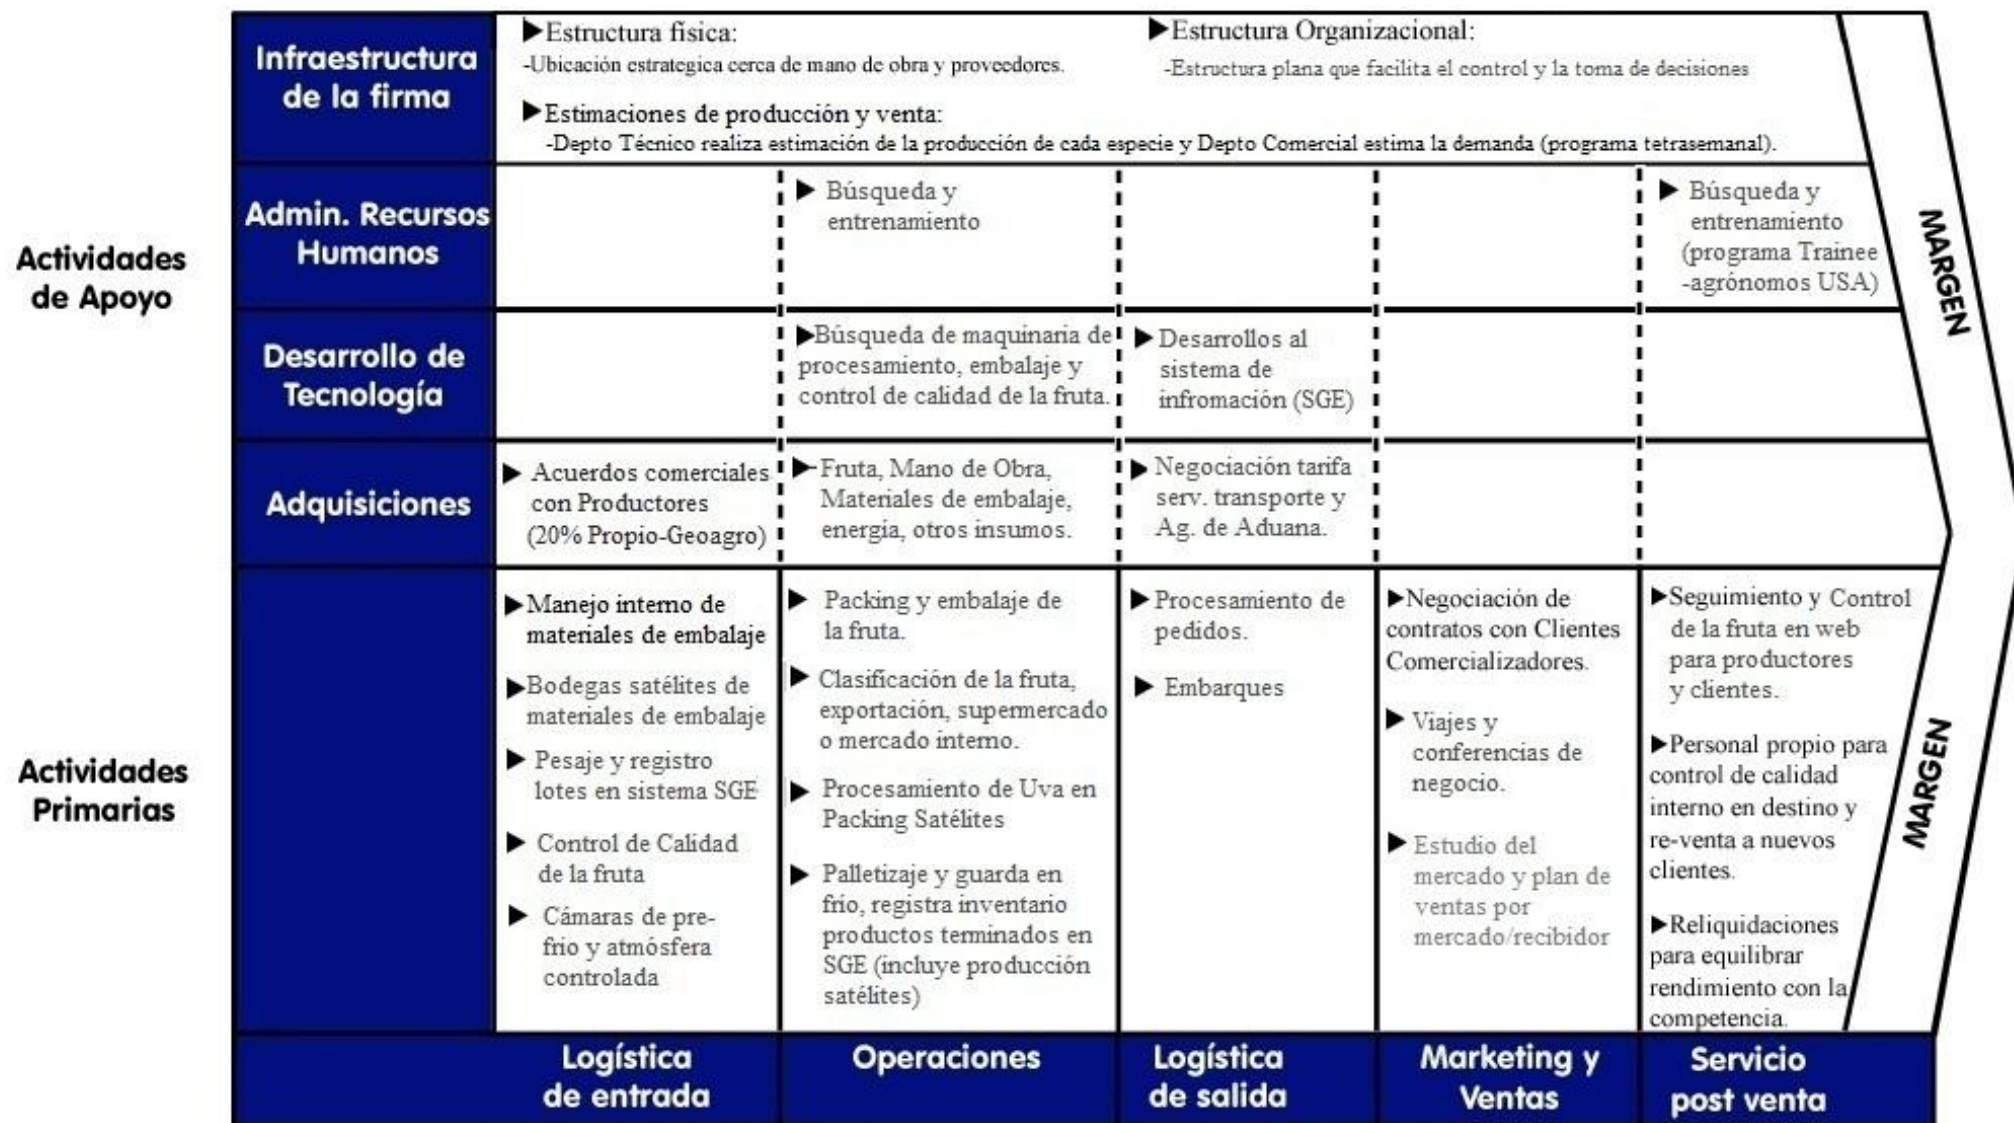 Infraestructura
de la firma
▶Estructura física:
-Ubicación estrategica cerca de mano de obra y proveedores.
▶Estructura Organizacional:
-Estructura plana que facilita el control y la toma de decisiones
▶Estimaciones de producción y venta:
-Depto Técnico realiza estimación de la producción de cada especie y Depto Comercial estima la demanda (programa tetrasemanal).
Actividades
de Apoyo
Admin. Recursos
Humanos
▶ Búsqueda y
entrenamiento
▶ Búsqueda y
entrenamiento
(programa Trainee
-agrónomos USA)
MARGEN
Desarrollo de
Tecnología
▶Búsqueda de maquinaria de
procesamiento, embalaje y
control de calidad de la fruta.
▶ Desarrollos al
sistema de
infromación (SGE)
Adquisiciones
▶ Acuerdos comerciales
con Productores
(20% Propio-Geoagro)
▶Fruta, Mano de Obra,
Materiales de embalaje,
energía, otros insumos.
▶ Negociación tarifa
serv. transporte y
Ag. de Aduana.
Actividades
Primarias
▶Manejo interno de
materiales de embalaje
▶Bodegas satélites de
materiales de embalaje
▶ Pesaje y registro
lotes en sistema SGE
▶ Control de Calidad
de la fruta
▶ Cámaras de pre-
frio y atmósfera
controlada
▶ Packing y embalaje de
la fruta.
▶ Clasificación de la fruta,
exportación, supermercado
o mercado interno.
▶ Procesamiento de Uva en
Packing Satélites
▶ Palletizaje y guarda en
frío, registra inventario
productos terminados en
SGE (incluye producción
satélites)
▶Procesamiento de
pedidos.
▶ Embarques
▶Negociación de
contratos con Clientes
Comercializadores.
▶ Viajes y
conferencias de
negocio.
▶ Estudio del
mercado y plan de
ventas por
mercado/recibidor
▶Seguimiento y Control
de la fruta en web
para productores
y clientes.
▶Personal propio para
control de calidad
interno en destino y
re-venta a nuevos
clientes.
▶Reliquidaciones
para equilibrar
rendimiento con la
competencia.
MARGEN
Logística
de entrada
Operaciones
Logística
de salida
Marketing y
Ventas
Servicio
post venta